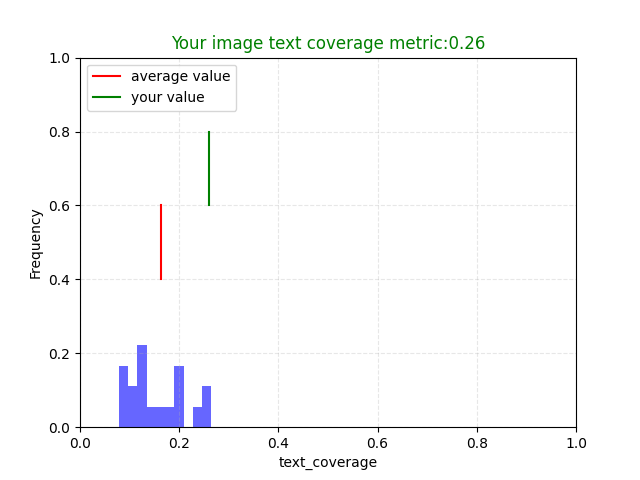 Your image text coverage metric:0.26
average value
your value
1.0
0.8
0.6
0.4
0.2
0.0
Frequency
0.0 0.2 0.4 0.6 0.8 1.0
text_coverage